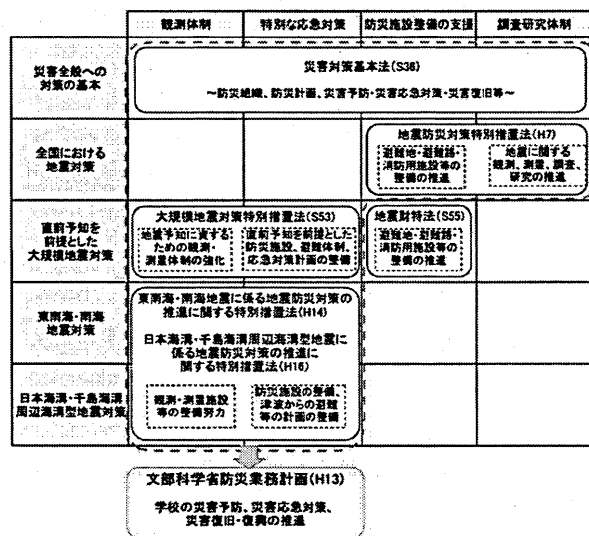 観測体制
特別な応急対策
防災施設整備の支援
調査研究体制
災害全般への
対策の基本
災害対策基本法(S36)
～防災組織、防災計画、災害予防・災害応急対策・災害復旧等～
全国における
地震対策
地震防災対策特別措置法(H7)
避難地・避難路・
消防用施設等の
整備の推進
地震に関する
観測、測量、調査、
研究の推進
直前予知を
前提とした
大規模地震対策
大規模地震対策特別措置法(S53)
地震予知に資する
ための観測・
測量体制の強化
直前予知を前提とした
防災施設、避難体制、
応急対策計画の整備
地震財特法(S55)
避難地・避難路・
消防用施設等の
整備の推進
東南海・南海
地震対策
東南海・南海地震に係る地震防災対策の
推進に関する特別措置法(H14)
日本海溝・千島海溝周辺海溝型地震に
係る地震防災対策の推進に
関する特別措置法(H16)
日本海溝・千島海溝
周辺海溝型地震対策
観測・測量施設
等の整備努力
防災施設の整備、
津波からの避難
等の計画の整備
文部科学省防災業務計画(H13)
学校の災害予防、災害応急対策、
災害復旧・復興の推進